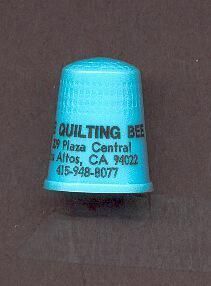 QUILTING BEE
Plaza Central
Altos, CA 94022
415-948-8077